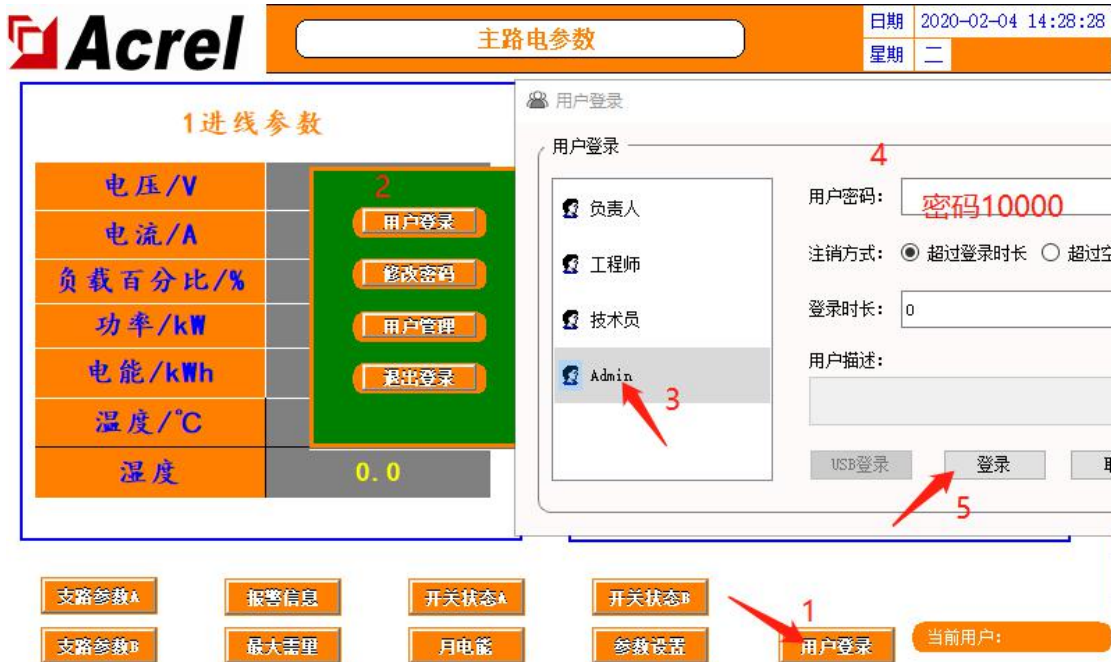 Acrel
主路电参数
日期 2020-02-04 14:28:28
星期 二
1进线参数
电压/V
电流/A
负载百分比/%
功率/kW
电能/kWh
温度/℃
湿度 0.0
2
用户登录
修改密码
用户管理
退出登录
用户登录
用户登录
负责人
工程师
技术员
Admin
3
4
用户密码: 密码10000
注销方式: 超过登录时长 超过空
登录时长: 0
用户描述:
USB登录 登录
5
支路参数A 报警信息 开关状态A 开关状态B
1
支路参数B 最大需量 月电能 参数设置 用户登录 当前用户: